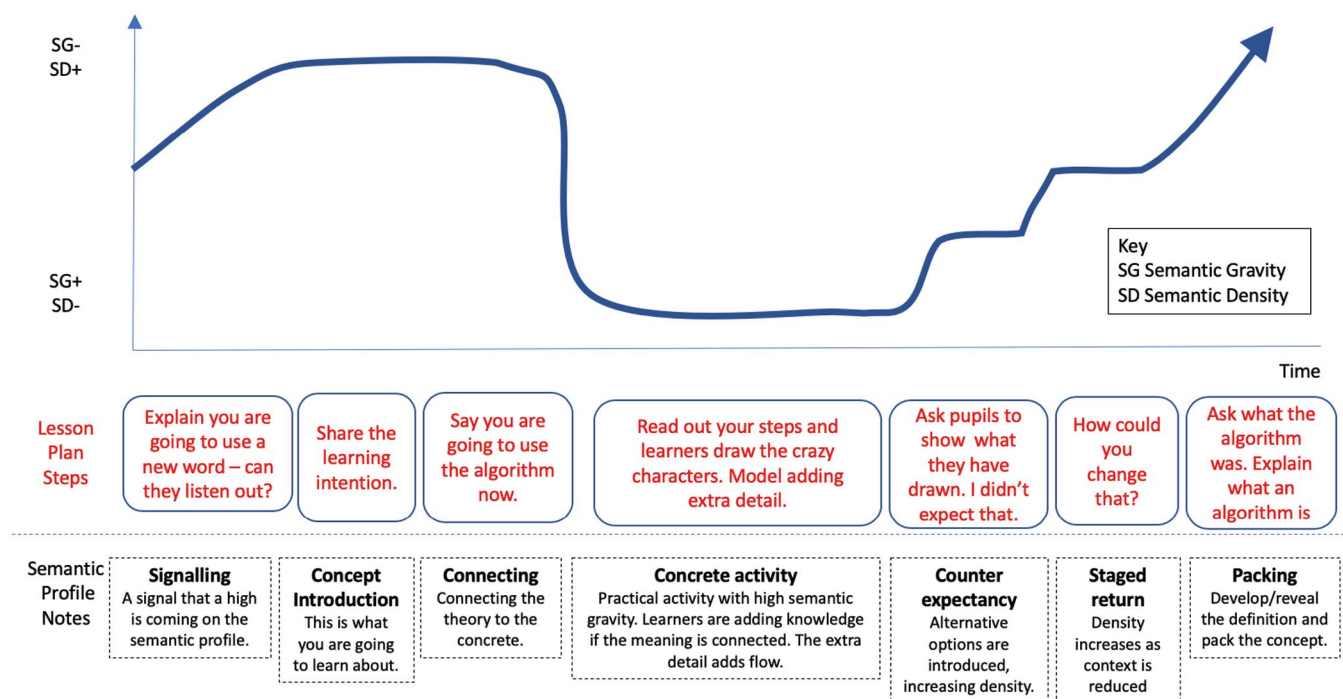 SG-
SD+
SG+
SD-
Key
SG Semantic Gravity
SD Semantic Density
Time
Lesson
Plan
Steps
Explain you are
going to use a
new word – can
they listen out?
Share the
learning
intention.
Say you are
going to use
the algorithm
now.
Read out your steps and
learners draw the crazy
characters. Model adding
extra detail.
Ask pupils to
show what
they have
drawn. I didn't
expect that.
How could
you
change
that?
Ask what the
algorithm
was. Explain
what an
algorithm is
Semantic
Profile
Notes
Signalling
A signal that a high
is coming on the
semantic profile.
Concept
Introduction
This is what
you are going
to learn about.
Connecting
Connecting the
theory to the
concrete.
Concrete activity
Practical activity with high semantic
gravity. Learners are adding knowledge
if the meaning is connected. The extra
detail adds flow.
Counter
expectancy
Alternative
options are
introduced,
increasing density.
Staged
return
Density
increases as
context is
reduced
Packing
Develop/reveal
the definition and
pack the concept.